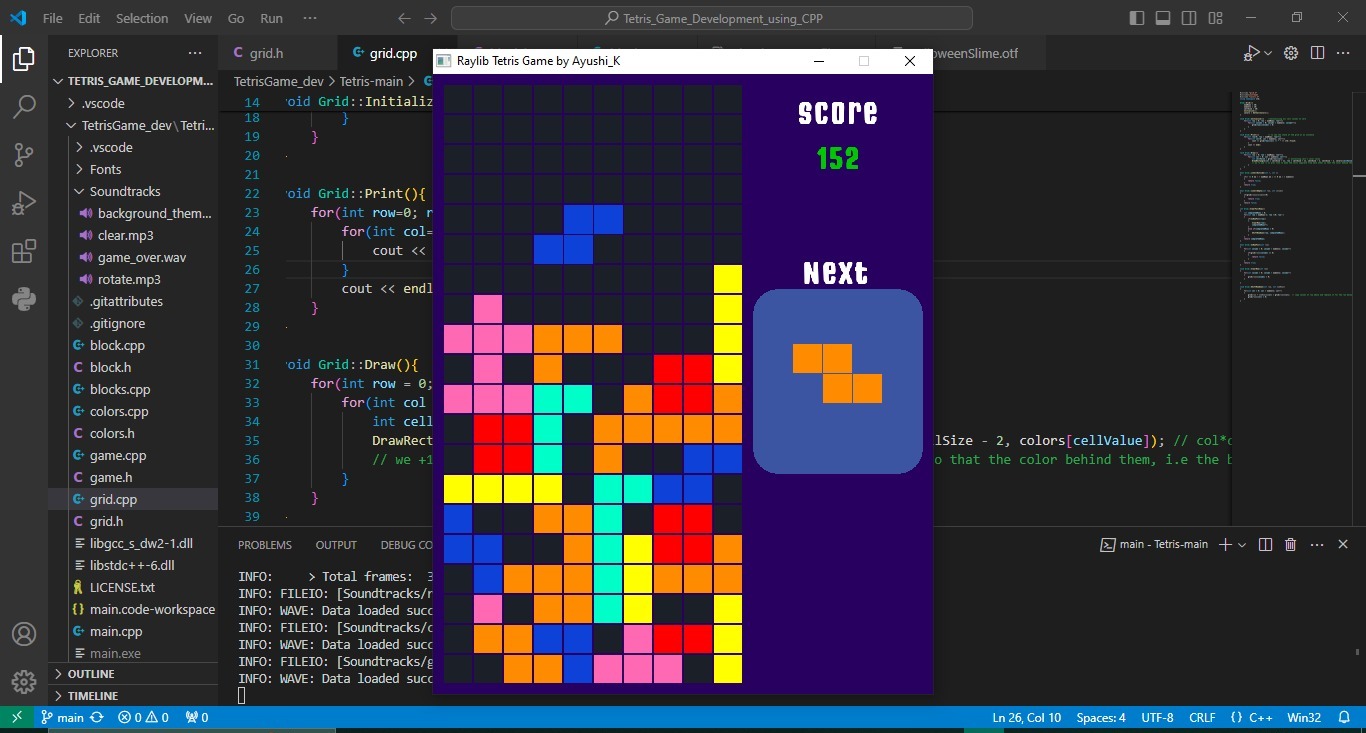 File Edit Selection View Go Run ··· Tetris_Game_Development_using_CPP
EXPLORER ···
TETRIS_GAME_DEVELOPM...
.vscode
TetrisGame_dev \ Tetri...
.vscode
Fonts
Soundtracks
background_them...
clear.mp3
game_over.wav
rotate.mp3
.gitattributes
.gitignore
block.cpp
block.h
blocks.cpp
colors.cpp
colors.h
game.cpp
game.h
grid.cpp
grid.h
libgcc_s_dw2-1.dll
libstdc++-6.dll
LICENSE.txt
main.code-workspace
main.cpp
main.exe
OUTLINE
TIMELINE
grid.h grid.cpp oweenSlime.otf
TetrisGame_dev > Tetris-main >
14 void Grid::Initializ
18 }
19 }
20
21
22 void Grid::Print(){
23 for(int row=0; r
24 for(int col=
25 cout <<
26 }
27 cout << endl
28 }
29
30
31 void Grid::Draw(){
32 for(int row = 0;
33 for(int col
34 int cell
35 DrawRect lSize - 2, colors[cellValue]); // col*c
36 // we +1 o that the color behind them, i.e the b
37 }
38 }
39
Raylib Tetris Game by Ayushi_K
Score
152
Next
PROBLEMS OUTPUT DEBUG CO main - Tetris-main
INFO: > Total frames: 3
INFO: FILEIO: [Soundtracks/r
INFO: WAVE: Data loaded succ
INFO: FILEIO: [Soundtracks/c
INFO: WAVE: Data loaded succ
INFO: FILEIO: [Soundtracks/g
INFO: WAVE: Data loaded succ
main 0 0 0 Ln 26, Col 10 Spaces: 4 UTF-8 CRLF {} C++ Win32